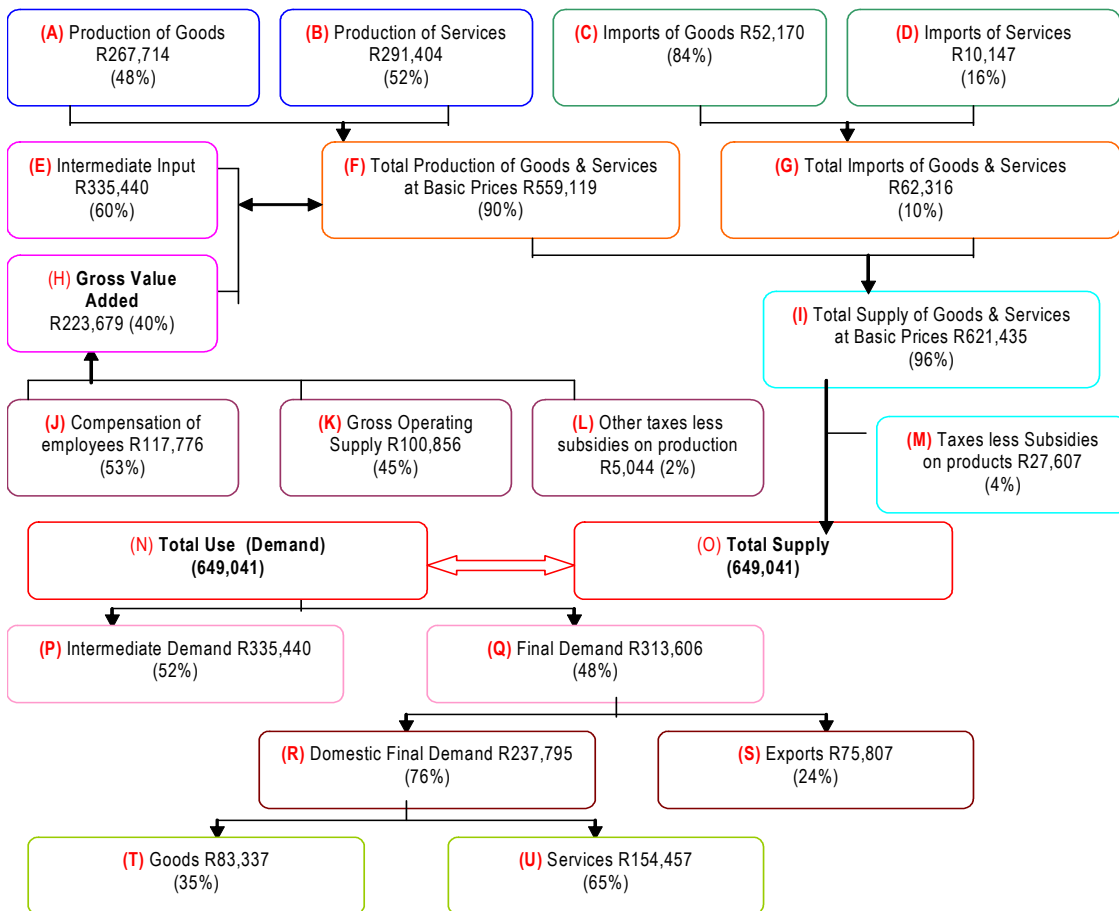 (A) Production of Goods
R267,714
(48%)
(B) Production of Services
R291,404
(52%)
(C) Imports of Goods R52,170
(84%)
(D) Imports of Services
R10,147
(16%)
(E) Intermediate Input
R335,440
(60%)
(F) Total Production of Goods & Services
at Basic Prices R559,119
(90%)
(G) Total Imports of Goods & Services
R62,316
(10%)
(H) Gross Value
Added
R223,679 (40%)
(I) Total Supply of Goods & Services
at Basic Prices R621,435
(96%)
(J) Compensation of
employees R117,776
(53%)
(K) Gross Operating
Supply R100,856
(45%)
(L) Other taxes less
subsidies on production
R5,044 (2%)
(M) Taxes less Subsidies
on products R27,607
(4%)
(N) Total Use (Demand)
(649,041)
(O) Total Supply
(649,041)
(P) Intermediate Demand R335,440
(52%)
(Q) Final Demand R313,606
(48%)
(R) Domestic Final Demand R237,795
(76%)
(S) Exports R75,807
(24%)
(T) Goods R83,337
(35%)
(U) Services R154,457
(65%)